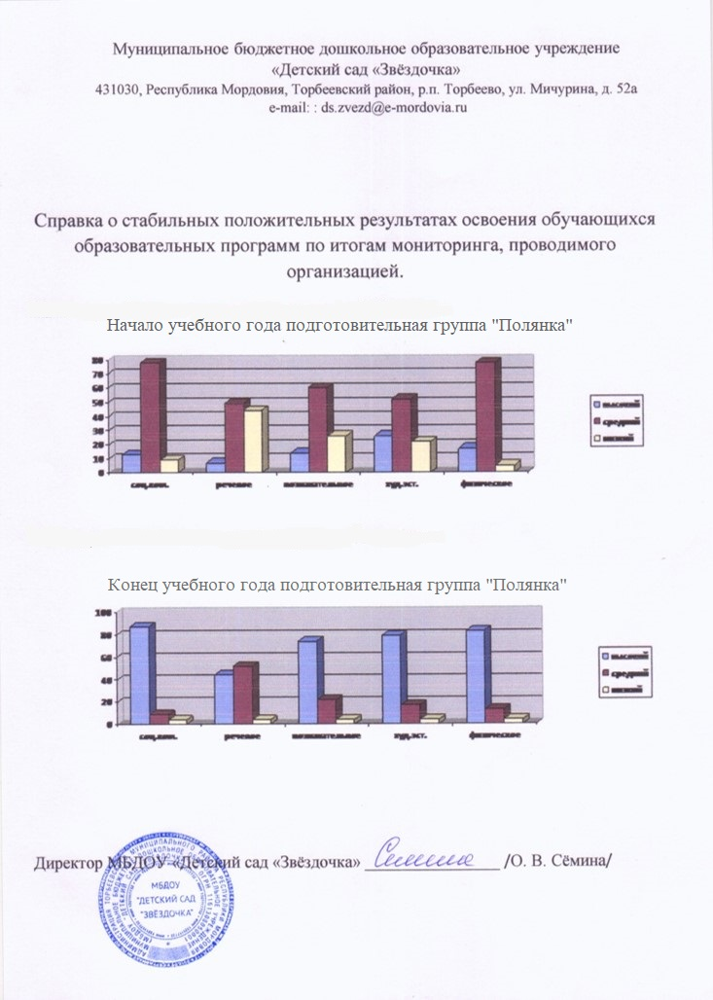 Муниципальное бюджетное дошкольное образовательное учреждение
«Детский сад «Звёздочка»
431030, Республика Мордовия, Торбеевский район, р.п. Торбеево, ул. Мичурина, д. 52а
e-mail: : ds.zvezd@e-mordovia.ru
Справка о стабильных положительных результатах освоения обучающихся
образовательных программ по итогам мониторинга, проводимого
организацией.
Начало учебного года подготовительная группа "Полянка"
80
70
60
50
40
30
20
10
0
соц.ком.
речевое
познавательное
худ.эст.
физическое
высокий
средний
низкий
Конец учебного года подготовительная группа "Полянка"
100
80
60
40
20
0
соц.ком.
речевое
познавательное
худ.эст.
физическое
высокий
средний
низкий
Директор МБДОУ «Детский сад «Звёздочка» /О. В. Сёмина/
МБДОУ
"ДЕТСКИЙ САД
"ЗВЁЗДОЧКА"